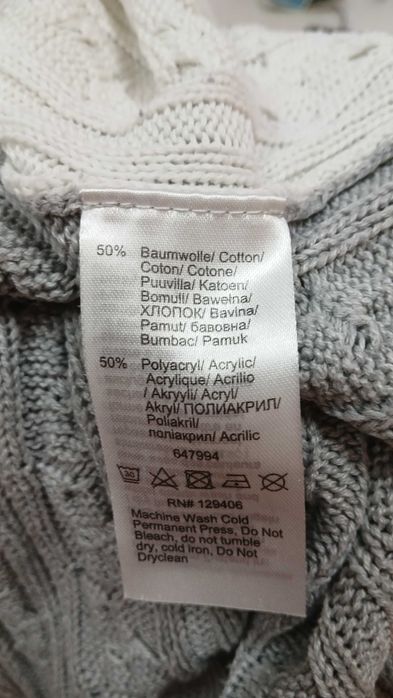 50% Baumwolle/ Cotton/
Coton/ Cotone/
Puuvilla/ Katoen/
Bomull/ Bawełna/
ХЛОПОК/ Bavlna/
Pamut/ бавовна/
Bumbac/ Pamuk
50% Polyacryl/ Acrylic/
Acrylique/ Acrilio
/ Akryyli/ Acryl/
Akryl/ ПОЛИАКРИЛ/
Poliakril/
поліакрил/ Acrilic
647994
RN# 129406
Machine Wash Cold
Permanent Press, Do Not
Bleach, do not tumble
dry, cold iron, Do Not
Dryclean